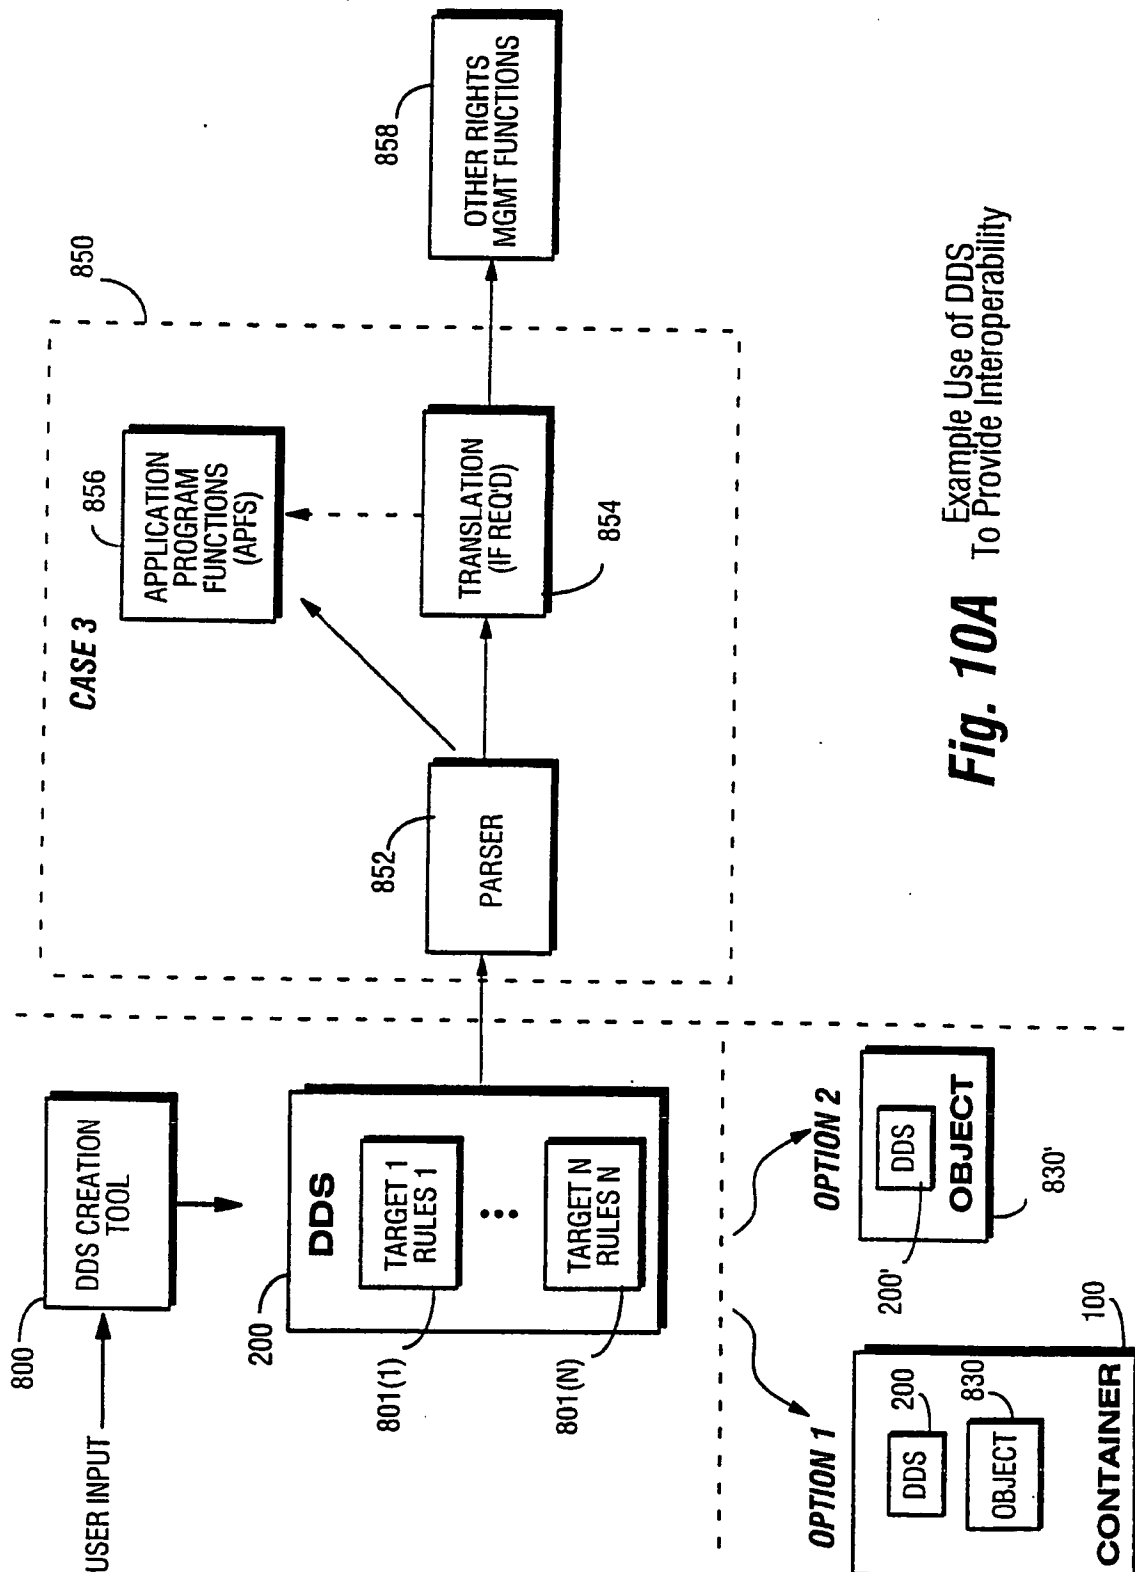 USER INPUT
800
DDS CREATION
TOOL
200
DDS
TARGET 1
RULES 1
801(1)
•••
TARGET N
RULES N
801(N)
OPTION 1
DDS
200
OBJECT
830
CONTAINER
100
OPTION 2
DDS
200'
OBJECT
830'
CASE 3
850
852
PARSER
856
APPLICATION
PROGRAM
FUNCTIONS
(APFS)
TRANSLATION
(IF REQ'D)
854
858
OTHER RIGHTS
MGMT FUNCTIONS
Fig. 10A
Example Use of DDS
To Provide Interoperability